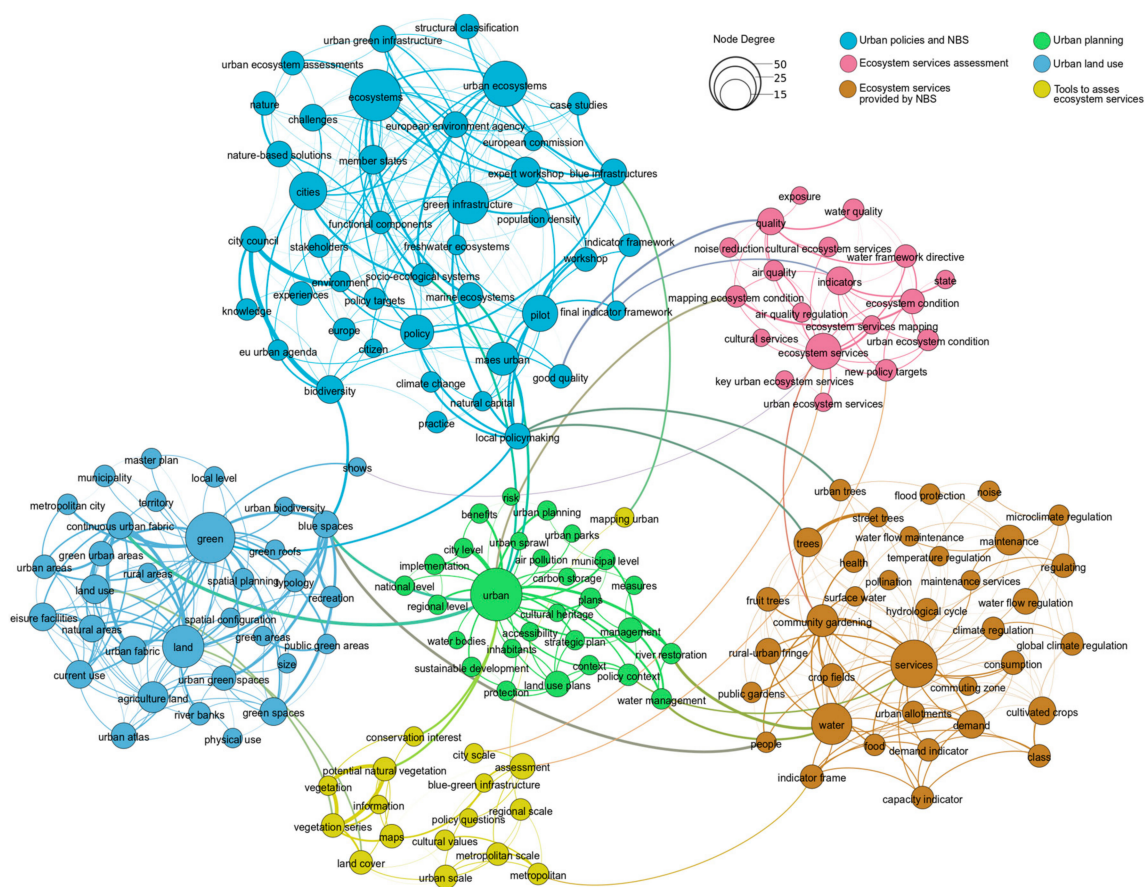 Node Degree
50
25
15
Urban policies and NBS
Ecosystem services assessment
Ecosystem services
provided by NBS
Urban planning
Urban land use
Tools to asses
ecosystem services
structural classification
urban green infrastructure
urban ecosystem assessments
urban ecosystems
ecosystems
nature
case studies
challenges
european environment agency
european commission
nature-based solutions
member states
expert workshop
blue infrastructures
cities
green infrastructure
population density
functional components
city council
stakeholders
freshwater ecosystems
indicator framework
workshop
socio-ecological systems
environment
experiences
policy targets
marine ecosystems
knowledge
europe
policy
pilot
final indicator framework
eu urban agenda
citizen
maes urban
good quality
biodiversity
climate change
natural capital
practice
local policymaking
exposure
quality
water quality
noise reduction
cultural ecosystem services
water framework directive
air quality
indicators
state
mapping ecosystem condition
ecosystem condition
air quality regulation
ecosystem services mapping
cultural services
urban ecosystem condition
ecosystem services
new policy targets
key urban ecosystem services
urban ecosystem services
master plan
municipality
local level
shows
metropolitan city
territory
urban biodiversity
continuous urban fabric
blue spaces
green
green urban areas
green roofs
urban areas
rural areas
spatial planning
typology
land use
recreation
eisure facilities
spatial configuration
natural areas
green areas
public green areas
urban fabric
land
size
current use
urban green spaces
agriculture land
river banks
green spaces
urban atlas
physical use
risk
benefits
urban planning
mapping urban
urban sprawl
urban parks
city level
air pollution
municipal level
implementation
carbon storage
measures
national level
urban
plans
regional level
cultural heritage
accessibility
management
water bodies
inhabitants
strategic plan
river restoration
sustainable development
context
policy context
protection
land use plans
water management
urban trees
flood protection
noise
street trees
microclimate regulation
trees
water flow maintenance
maintenance
health
temperature regulation
regulating
pollination
maintenance services
fruit trees
surface water
hydrological cycle
water flow regulation
community gardening
climate regulation
global climate regulation
rural-urban fringe
services
consumption
crop fields
commuting zone
public gardens
urban allotments
cultivated crops
water
demand
people
food
demand indicator
class
indicator frame
capacity indicator
conservation interest
city scale
potential natural vegetation
assessment
vegetation
blue-green infrastructure
information
regional scale
vegetation series
policy questions
maps
cultural values
land cover
metropolitan scale
urban scale
metropolitan